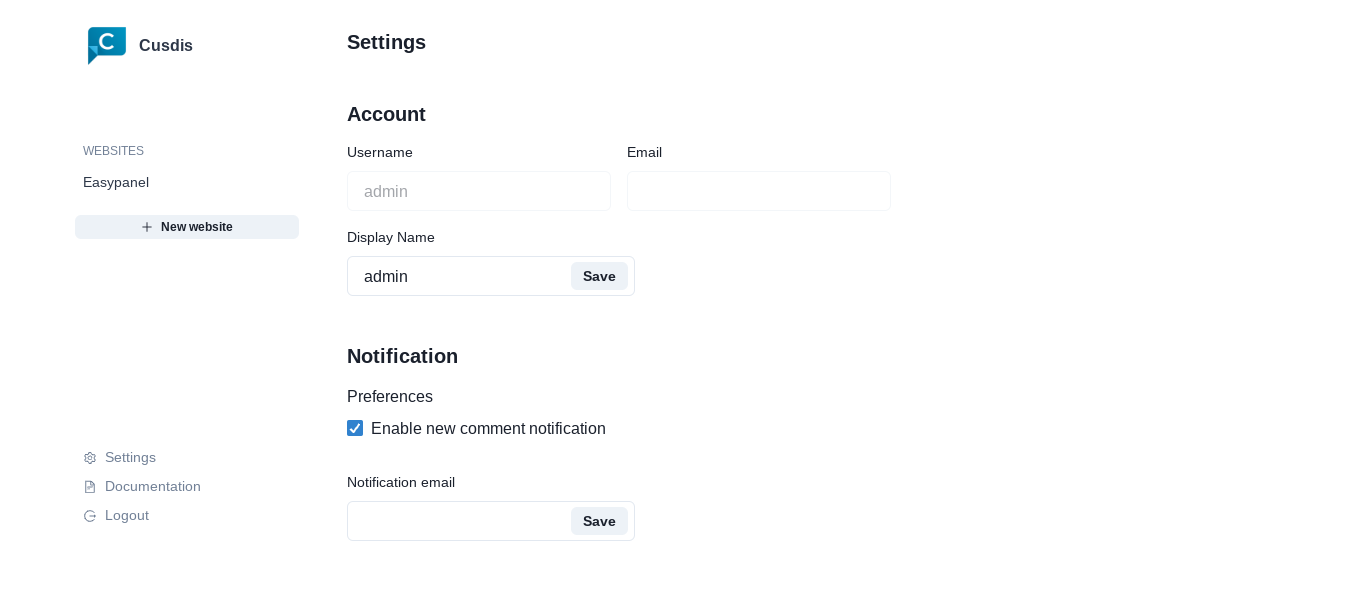 Cusdis
WEBSITES
Easypanel
New website
Settings
Documentation
Logout
Settings
Account
Username
Email
admin
Display Name
admin
Save
Notification
Preferences
Enable new comment notification
Notification email
Save